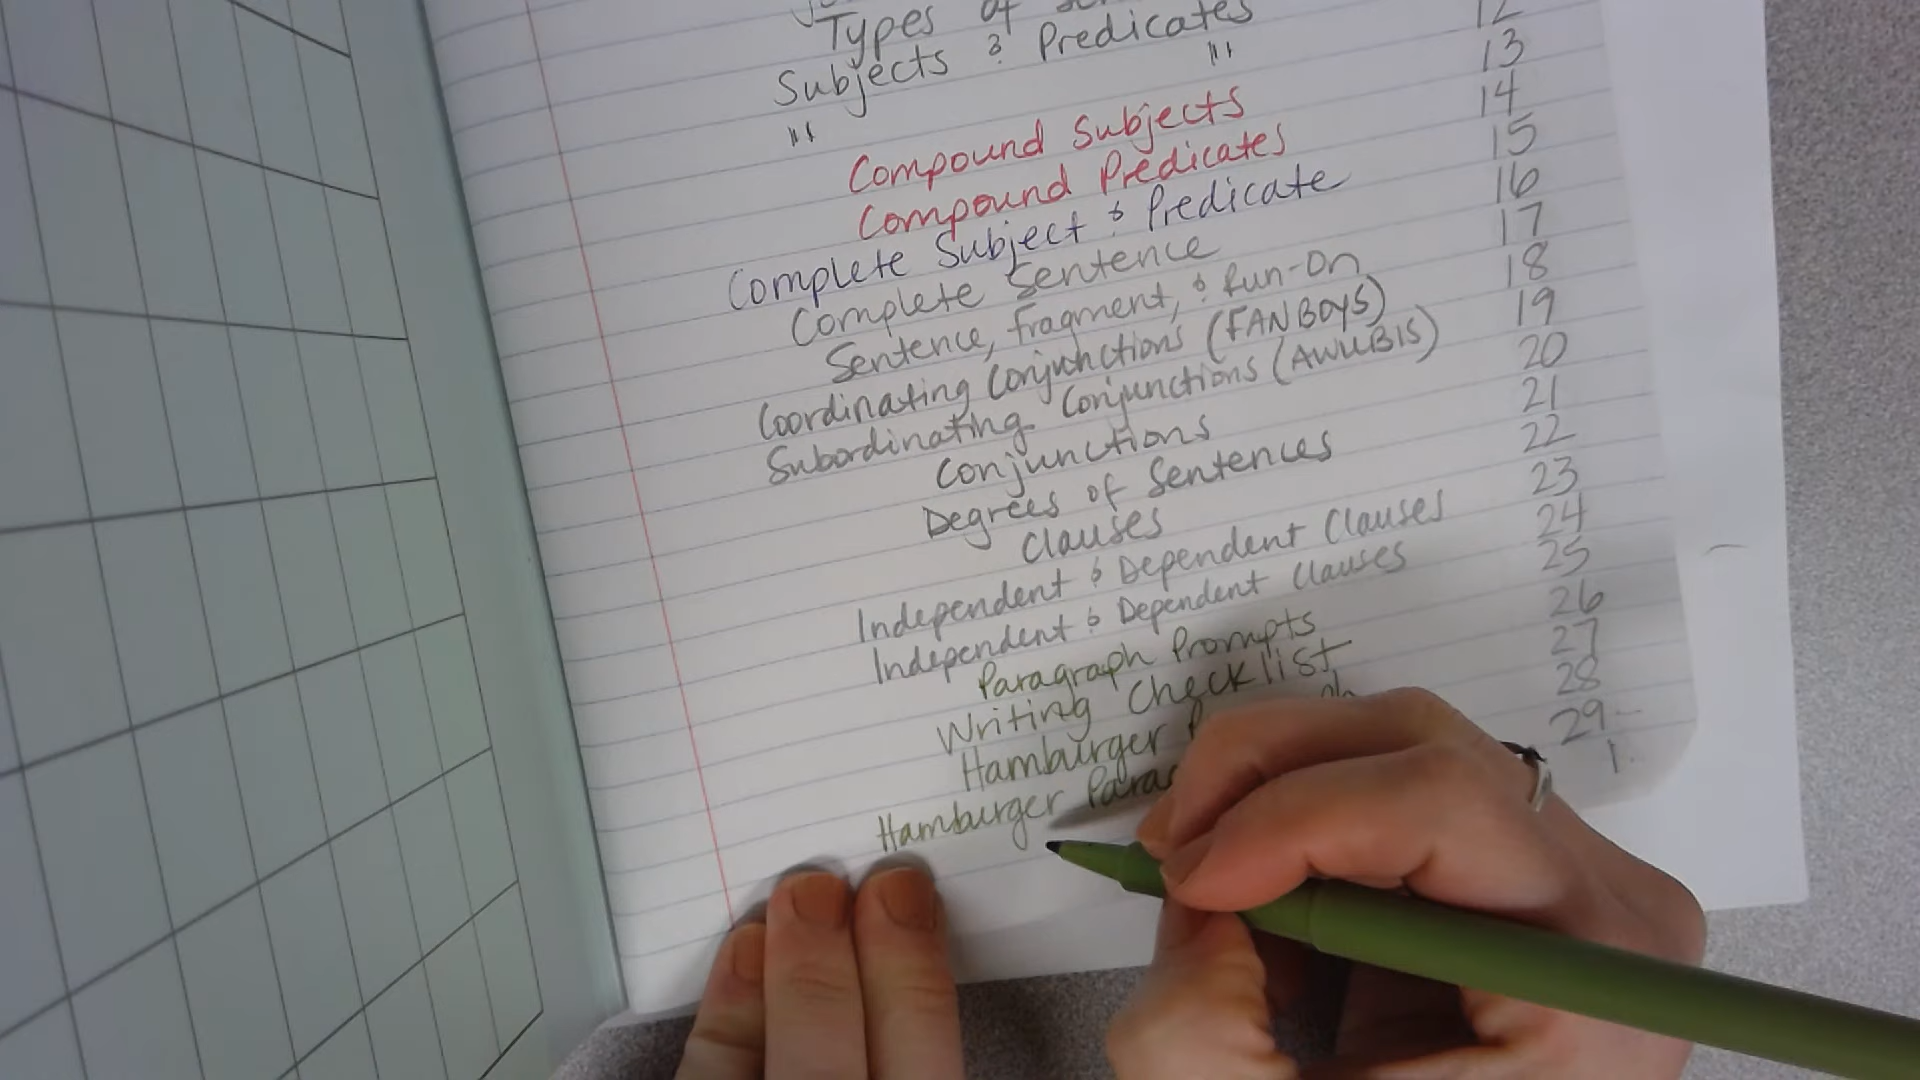 Types of
Subjects & Predicates 12
" " 13
Compound Subjects 14
Compound Predicates 15
Complete Subject & Predicate 16
Complete Sentence 17
Sentence, Fragment, & Run-On 18
Coordinating Conjunctions (FANBOYS) 19
Subordinating Conjunctions (AWUBIS) 20
Conjunctions 21
Degrees of Sentences 22
Clauses 23
Independent & Dependent Clauses 24
Independent & Dependent Clauses 25
Paragraph Prompts 26
Writing Checklist 27
Hamburger 28
Hamburger 29